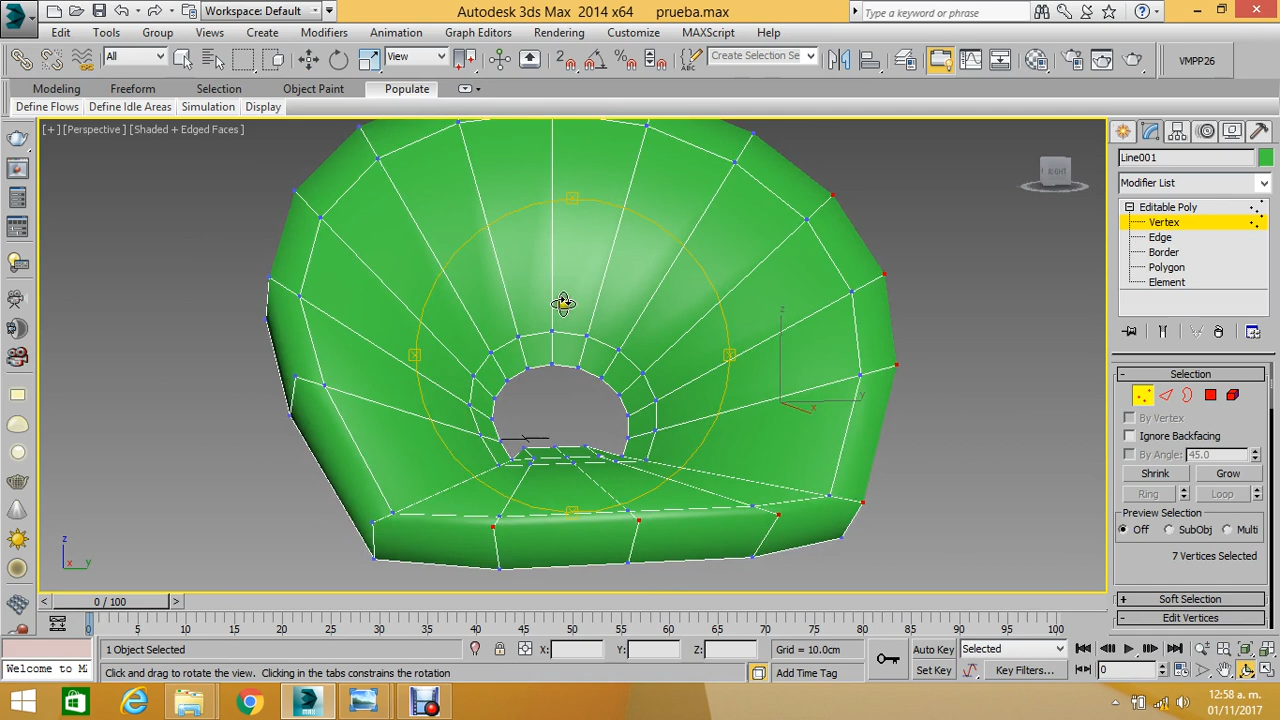 Workspace: Default
Autodesk 3ds Max 2014 x64 prueba.max
Type a keyword or phrase
Edit Tools Group Views Create Modifiers Animation Graph Editors Rendering Customize MAXScript Help
All
View
Create Selection Se
VMPP26
Modeling Freeform Selection Object Paint Populate
Define Flows Define Idle Areas Simulation Display
[+] [Perspective] [Shaded + Edged Faces]
RIGHT
z
y
x
z
x y
Line001
Modifier List
Editable Poly
Vertex
Edge
Border
Polygon
Element
Selection
By Vertex
Ignore Backfacing
By Angle: 45.0
Shrink Grow
Ring Loop
Preview Selection
Off SubObj Multi
7 Vertices Selected
Soft Selection
Edit Vertices
< 0 / 100 >
0 5 10 15 20 25 30 35 40 45 50 55 60 65 70 75 80 85 90 95 100
1 Object Selected X: Y: Z: Grid = 10.0cm Auto Key Selected
Welcome to Ma Click and drag to rotate the view. Clicking in the tabs constrains the rotation Add Time Tag Set Key Key Filters... 0
12:58 a. m.
01/11/2017